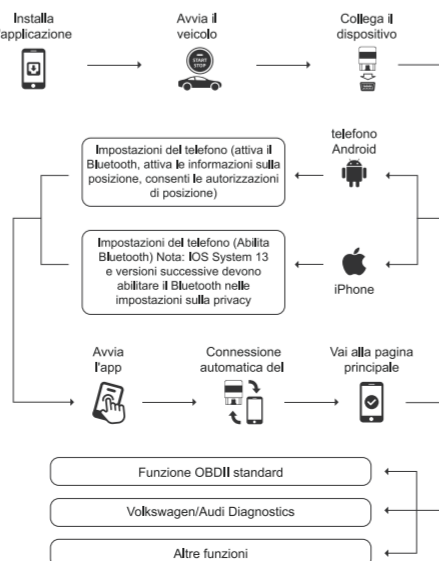 Installa
l'applicazione
Avvia il
veicolo
START
STOP
Collega il
dispositivo
telefono
Android
Impostazioni del telefono (attiva il
Bluetooth, attiva le informazioni sulla
posizione, consenti le autorizzazioni
di posizione)
Impostazioni del telefono (Abilita
Bluetooth) Nota: IOS System 13
e versioni successive devono
abilitare il Bluetooth nelle
impostazioni sulla privacy
iPhone
Avvia
l'app
Connessione
automatica del
Vai alla pagina
principale
Funzione OBDII standard
Volkswagen/Audi Diagnostics
Altre funzioni